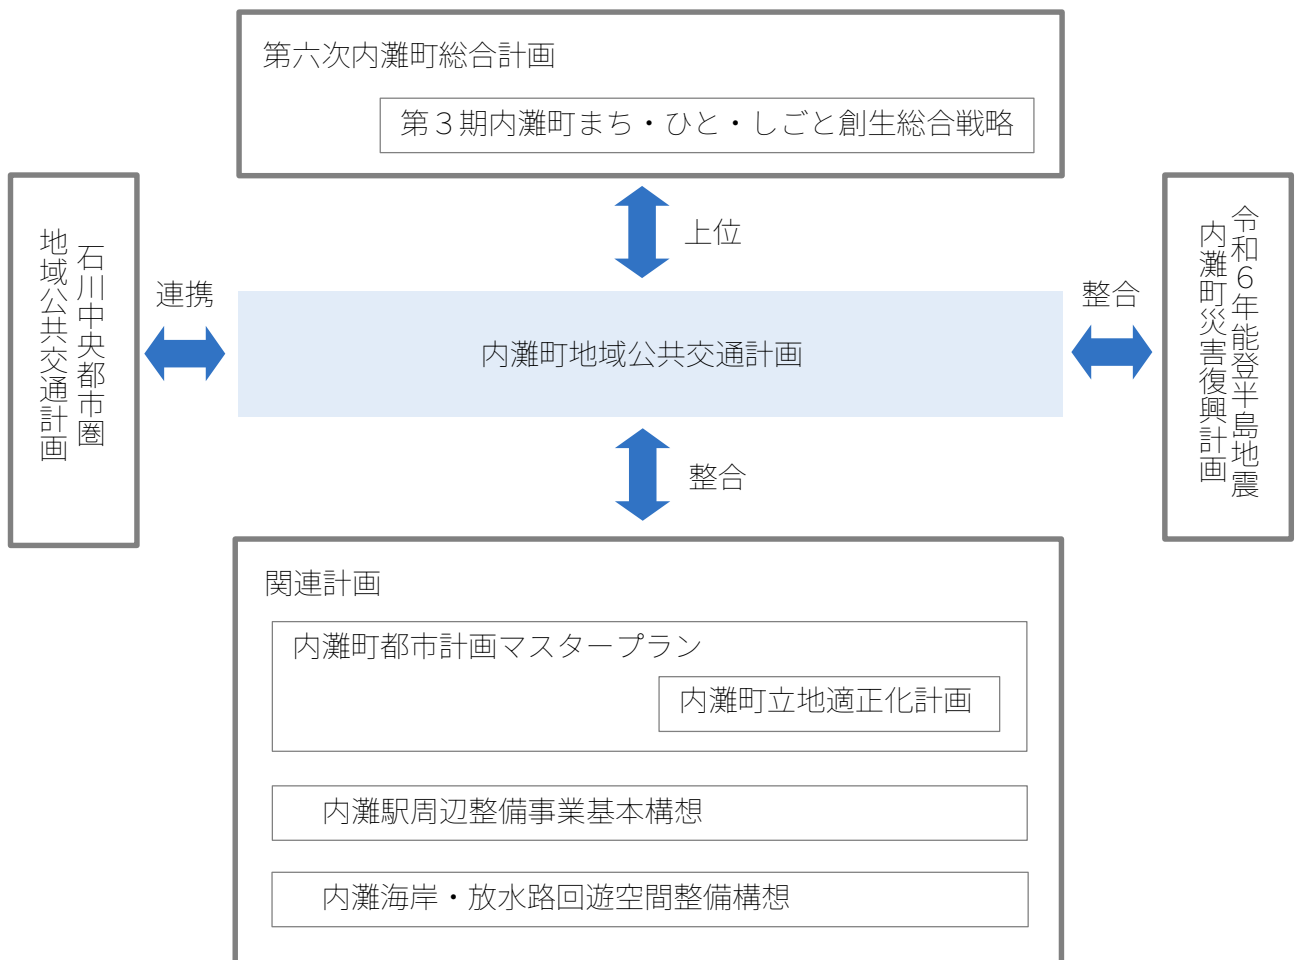 第六次内灘町総合計画
第３期内灘町まち・ひと・しごと創生総合戦略
上位
石川中央都市圏
地域公共交通計画
連携
内灘町地域公共交通計画
整合
令和６年能登半島地震
内灘町災害復興計画
整合
関連計画
内灘町都市計画マスタープラン
内灘町立地適正化計画
内灘駅周辺整備事業基本構想
内灘海岸・放水路回遊空間整備構想